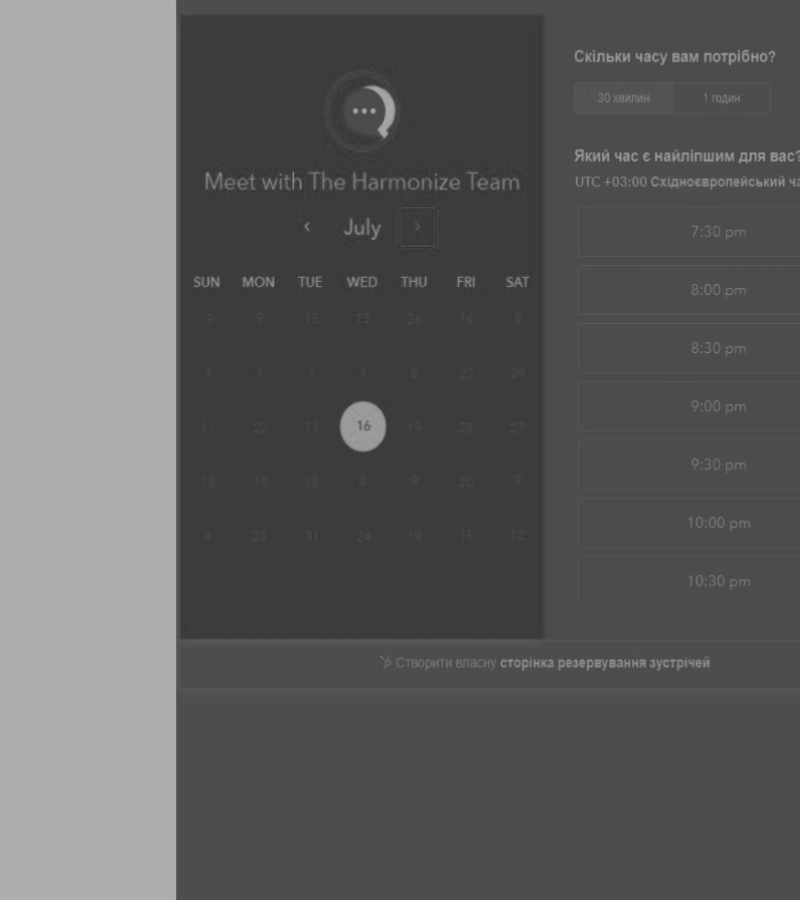 Meet with The Harmonize Team
July
SUN MON TUE WED THU FRI SAT
3 9 15 13 26 16 8
7 1 7 1 6 25 29
11 22 13 16 19 28 27
13 18 18 8 9 20 9
4 25 31 24 19 15 12
Скільки часу вам потрібно?
30 хвилин 1 годин
Який час є найліпшим для вас?
UTC +03:00 Східноєвропейський ча
7:30 pm
8:00 pm
8:30 pm
9:00 pm
9:30 pm
10:00 pm
10:30 pm
Створити власну сторінка резервування зустрічей